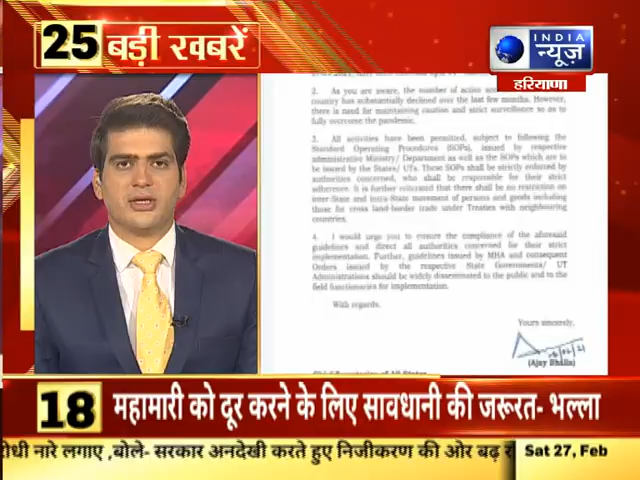 25 बड़ी खबरें
INDIA
न्यूज़
हरियाणा
2. As you are aware, the number of active
country has substantially declined over the last few months. However,
there is need for maintaining caution and strict surveillance so as to
fully overcome the pandemic.
3. All activities have been permitted, subject to following the
Standard Operating Procedures (SOPs), issued by respective
administrative Ministry/ Department as well as the SOPs which are to
be issued by the States/ UTs. These SOPs shall be strictly enforced by
authorities concerned, who shall be responsible for their strict
adherence. It is further reiterated that there shall be no restriction on
inter-State and intra-State movement of persons and goods including
those for cross land-border trade under Treaties with neighbouring
countries.
4. I would urge you to ensure the compliance of the aforesaid
guidelines and direct all authorities concerned for their strict
implementation. Further, guidelines issued by MHA and consequent
Orders issued by the respective State Governments/ UT
Administrations should be widely disseminated to the public and to the
field functionaries for implementation.
With regards,
Yours sincerely,
(Ajay Bhalla)
18 महामारी को दूर करने के लिए सावधानी की जरूरत- भल्ला
रोधी नारे लगाए ,बोले- सरकार अनदेखी करते हुए निजीकरण की ओर बढ़ र
Sat 27, Feb